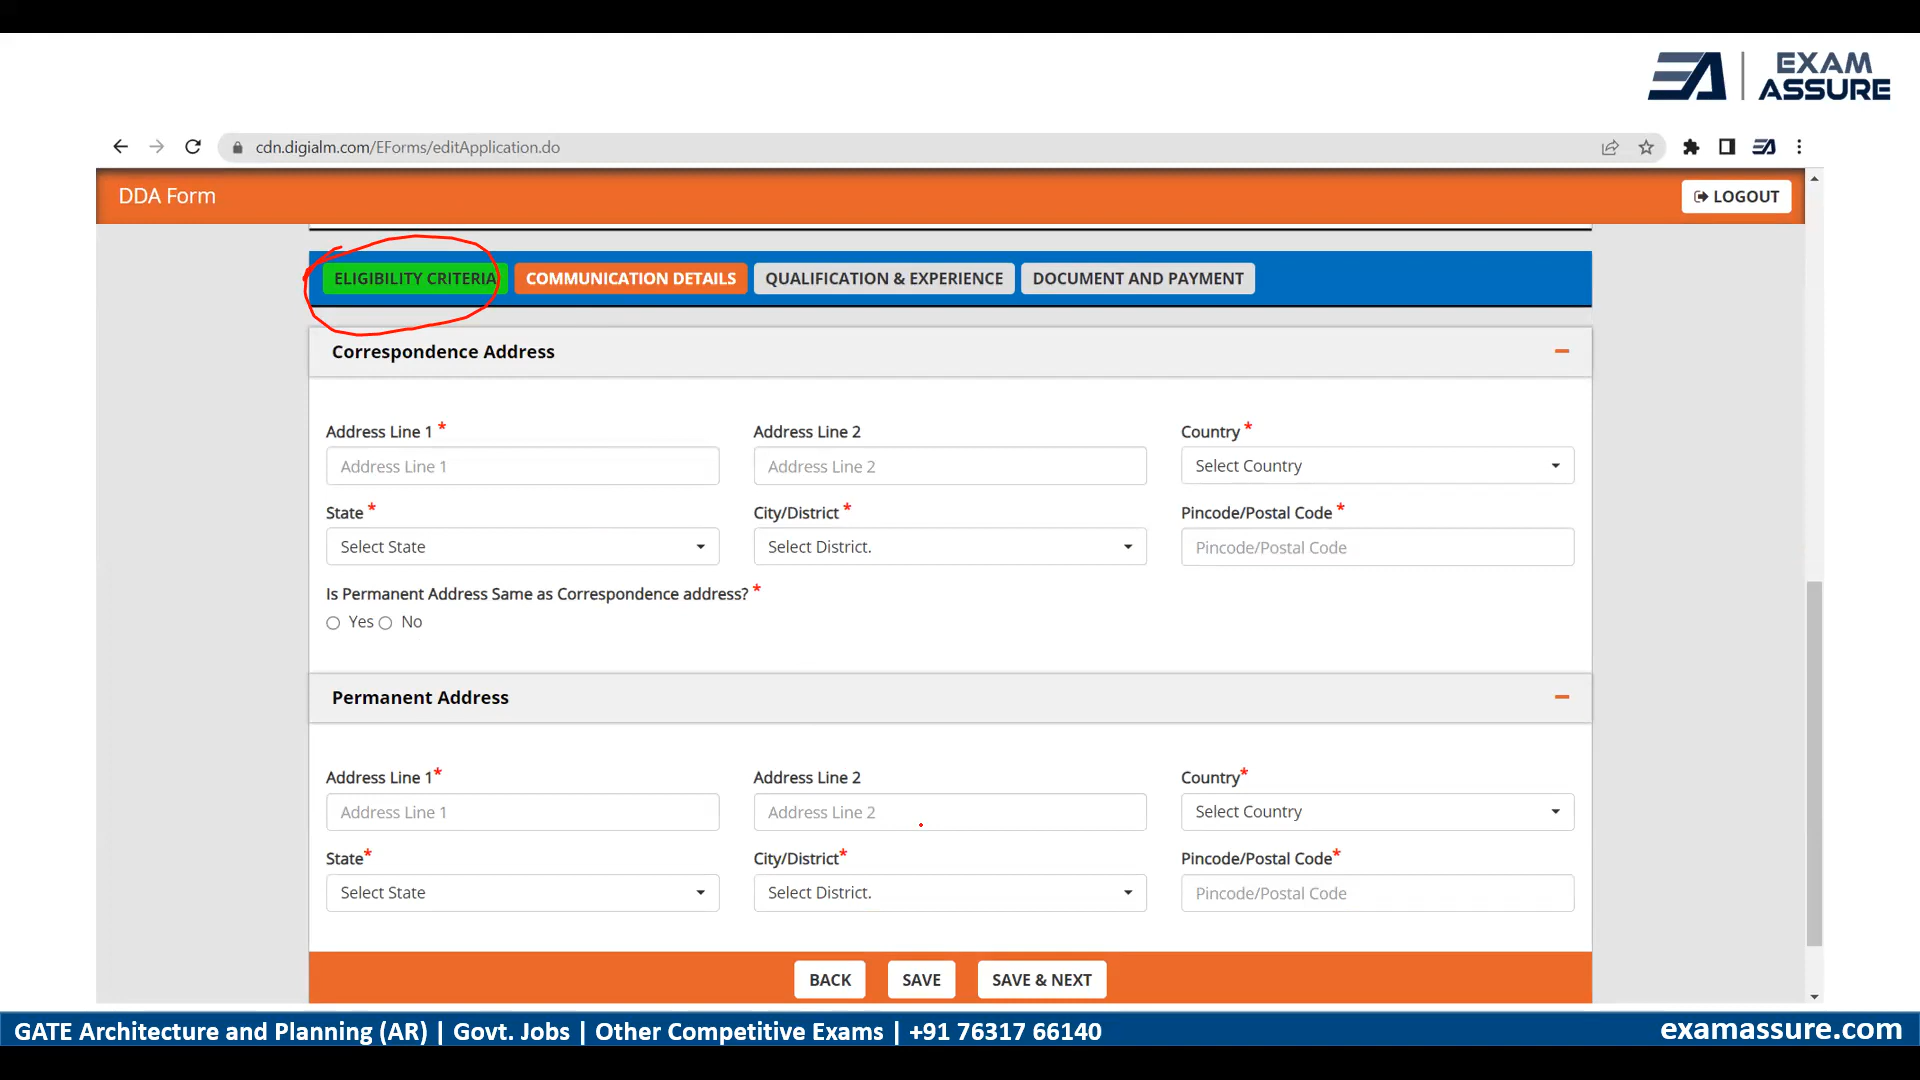 EXAM
ASSURE
cdn.digialm.com/EForms/editApplication.do
DDA Form
LOGOUT
ELIGIBILITY CRITERIA
COMMUNICATION DETAILS
QUALIFICATION & EXPERIENCE
DOCUMENT AND PAYMENT
Correspondence Address
Address Line 1 *
Address Line 2
Country *
Address Line 1
Address Line 2
Select Country
State *
City/District *
Pincode/Postal Code *
Select State
Select District.
Pincode/Postal Code
Is Permanent Address Same as Correspondence address? *
Yes
No
Permanent Address
Address Line 1*
Address Line 2
Country*
Address Line 1
Address Line 2
Select Country
State*
City/District*
Pincode/Postal Code*
Select State
Select District.
Pincode/Postal Code
BACK
SAVE
SAVE & NEXT
GATE Architecture and Planning (AR) | Govt. Jobs | Other Competitive Exams | +91 76317 66140
examassure.com